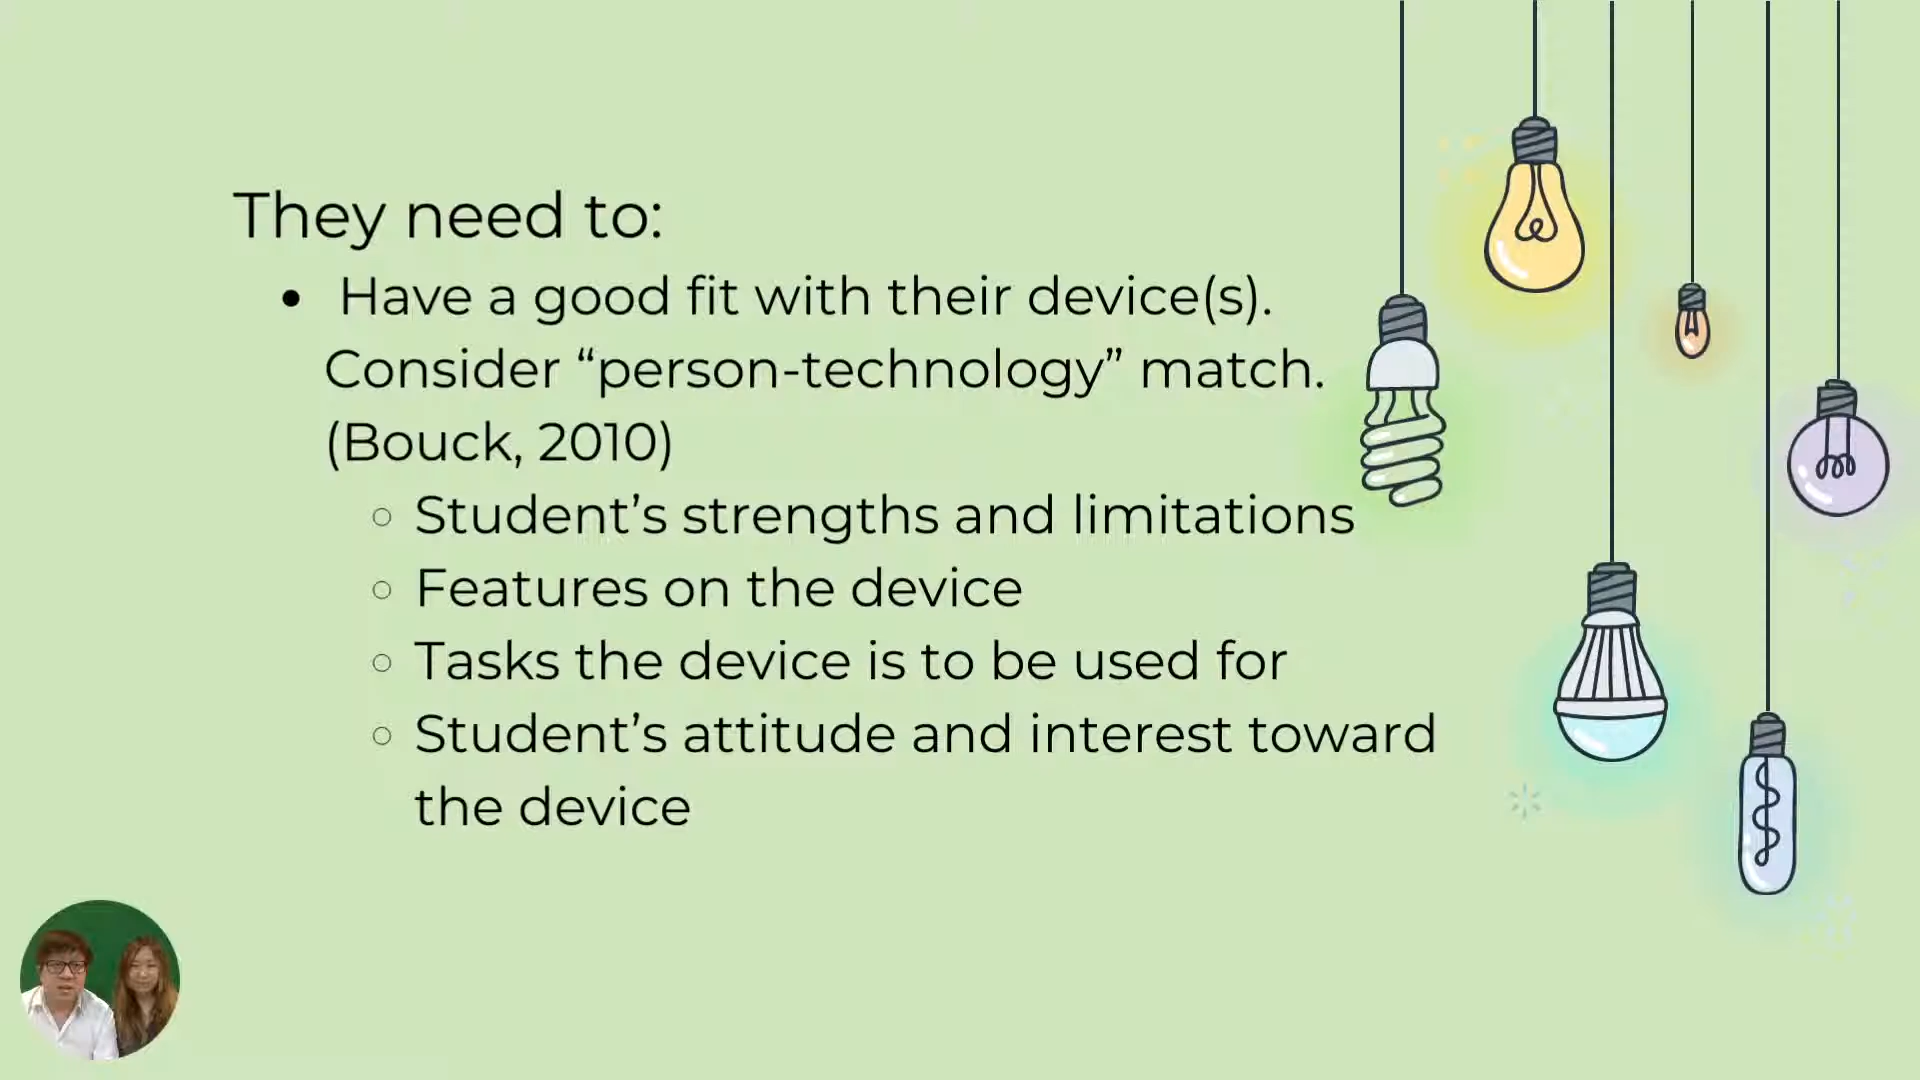 They need to:
• Have a good fit with their device(s).
Consider “person-technology” match.
(Bouck, 2010)
○ Student’s strengths and limitations
○ Features on the device
○ Tasks the device is to be used for
○ Student’s attitude and interest toward
the device